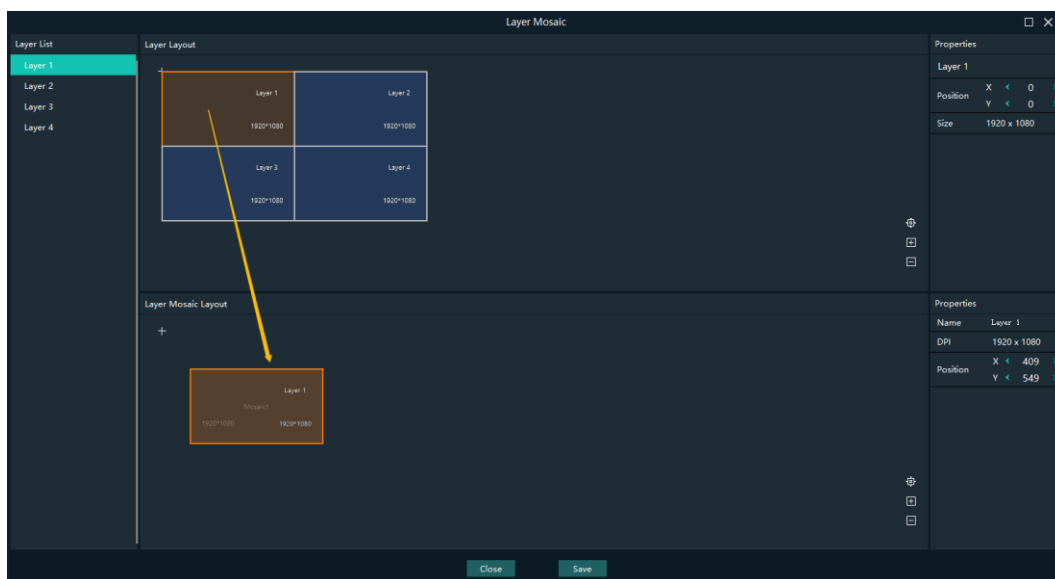 Layer Mosaic
Layer List
Layer 1
Layer 2
Layer 3
Layer 4
Layer Layout
Layer 1
1920*1080
Layer 2
1920*1080
Layer 3
1920*1080
Layer 4
1920*1080
Properties
Layer 1
Position X 0
Y 0
Size 1920 x 1080
Layer Mosaic Layout
Layer 1
Mosaic1
1920*1080 1920*1080
Properties
Name Layer 1
DPI 1920 x 1080
Position X 409
Y 549
Close Save